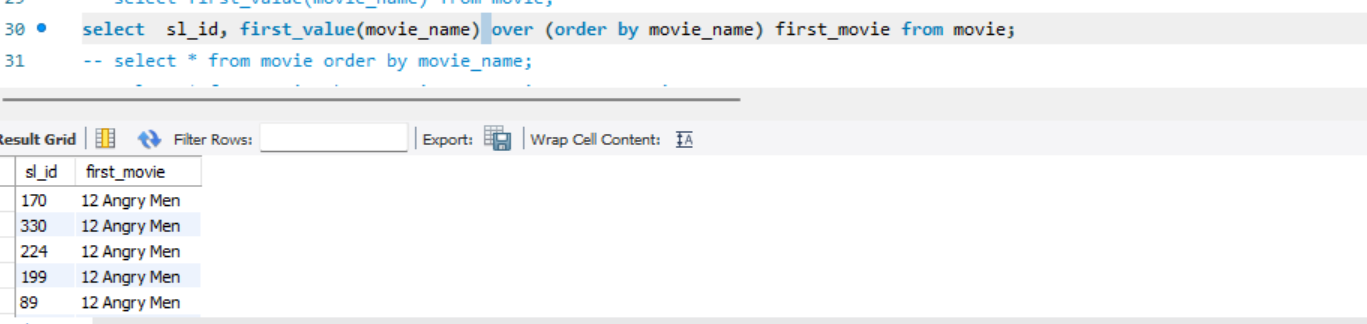 29 select first_value(movie_name) from movie;
30 select sl_id, first_value(movie_name) over (order by movie_name) first_movie from movie;
31 -- select * from movie order by movie_name;
Result Grid Filter Rows: Export: Wrap Cell Content: IA
sl_id first_movie
170 12 Angry Men
330 12 Angry Men
224 12 Angry Men
199 12 Angry Men
89 12 Angry Men